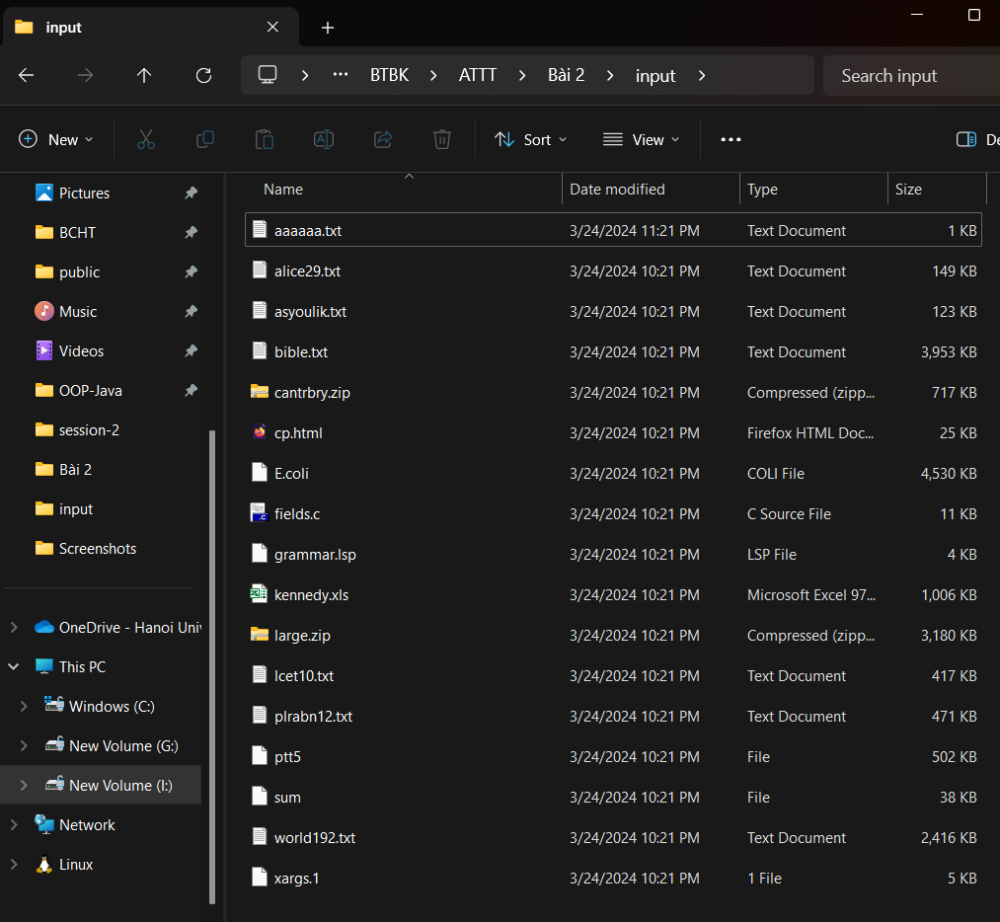 input
BTBK > ATTT > Bài 2 > input >
Search input
New
Sort
View
De
Name Date modified Type Size
Pictures
BCHT
public
Music
Videos
OOP-Java
session-2
Bài 2
input
Screenshots
OneDrive - Hanoi Univ
This PC
Windows (C:)
New Volume (G:)
New Volume (I:)
Network
Linux
aaaaaa.txt 3/24/2024 11:21 PM Text Document 1 KB
alice29.txt 3/24/2024 10:21 PM Text Document 149 KB
asyoulik.txt 3/24/2024 10:21 PM Text Document 123 KB
bible.txt 3/24/2024 10:21 PM Text Document 3,953 KB
cantrbry.zip 3/24/2024 10:21 PM Compressed (zipp... 717 KB
cp.html 3/24/2024 10:21 PM Firefox HTML Doc... 25 KB
E.coli 3/24/2024 10:21 PM COLI File 4,530 KB
fields.c 3/24/2024 10:21 PM C Source File 11 KB
grammar.lsp 3/24/2024 10:21 PM LSP File 4 KB
kennedy.xls 3/24/2024 10:21 PM Microsoft Excel 97... 1,006 KB
large.zip 3/24/2024 10:21 PM Compressed (zipp... 3,180 KB
lcet10.txt 3/24/2024 10:21 PM Text Document 417 KB
plrabn12.txt 3/24/2024 10:21 PM Text Document 471 KB
ptt5 3/24/2024 10:21 PM File 502 KB
sum 3/24/2024 10:21 PM File 38 KB
world192.txt 3/24/2024 10:21 PM Text Document 2,416 KB
xargs.1 3/24/2024 10:21 PM 1 File 5 KB